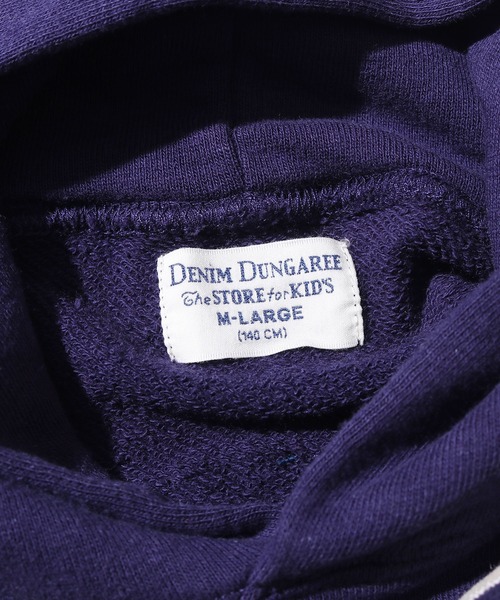 DENIM DUNGAREE
The STORE for KID'S
M-LARGE
(140 CM)